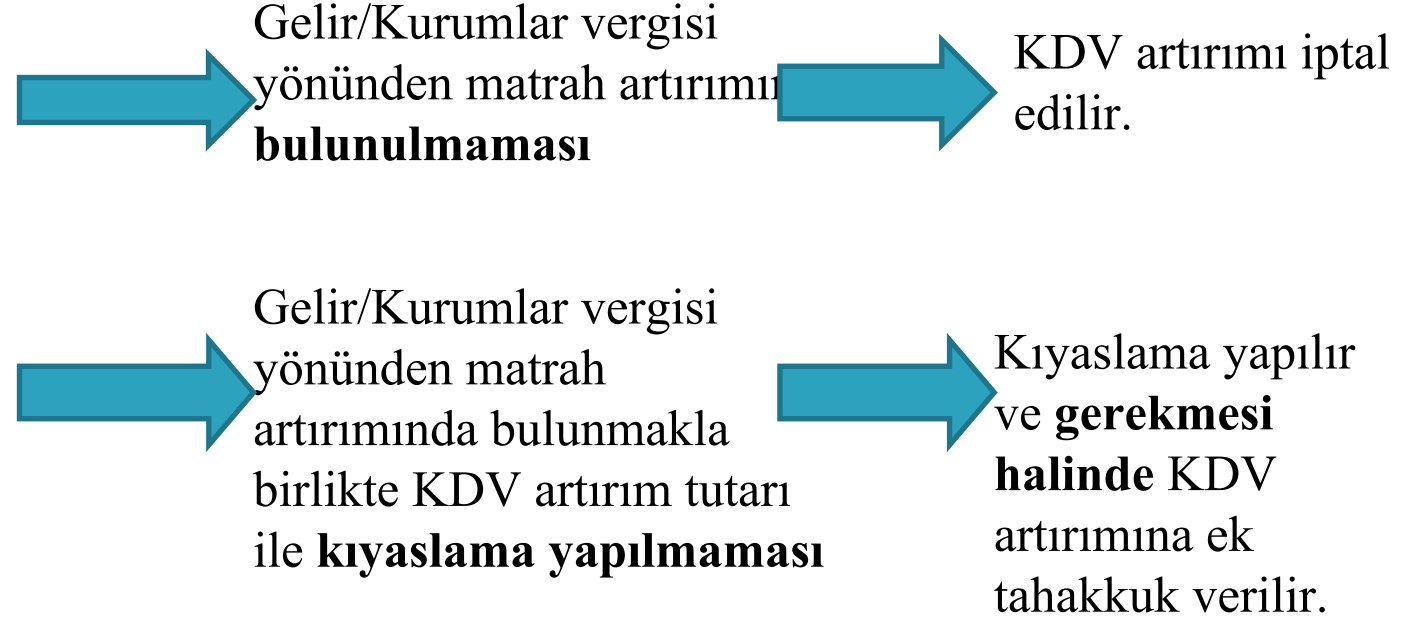 Gelir/Kurumlar vergisi
yönünden matrah artırımın
bulunulmaması
KDV artırımı iptal
edilir.
Gelir/Kurumlar vergisi
yönünden matrah
artırımında bulunmakla
birlikte KDV artırım tutarı
ile kıyaslama yapılmaması
Kıyaslama yapılır
ve gerekmesi
halinde KDV
artırımına ek
tahakkuk verilir.